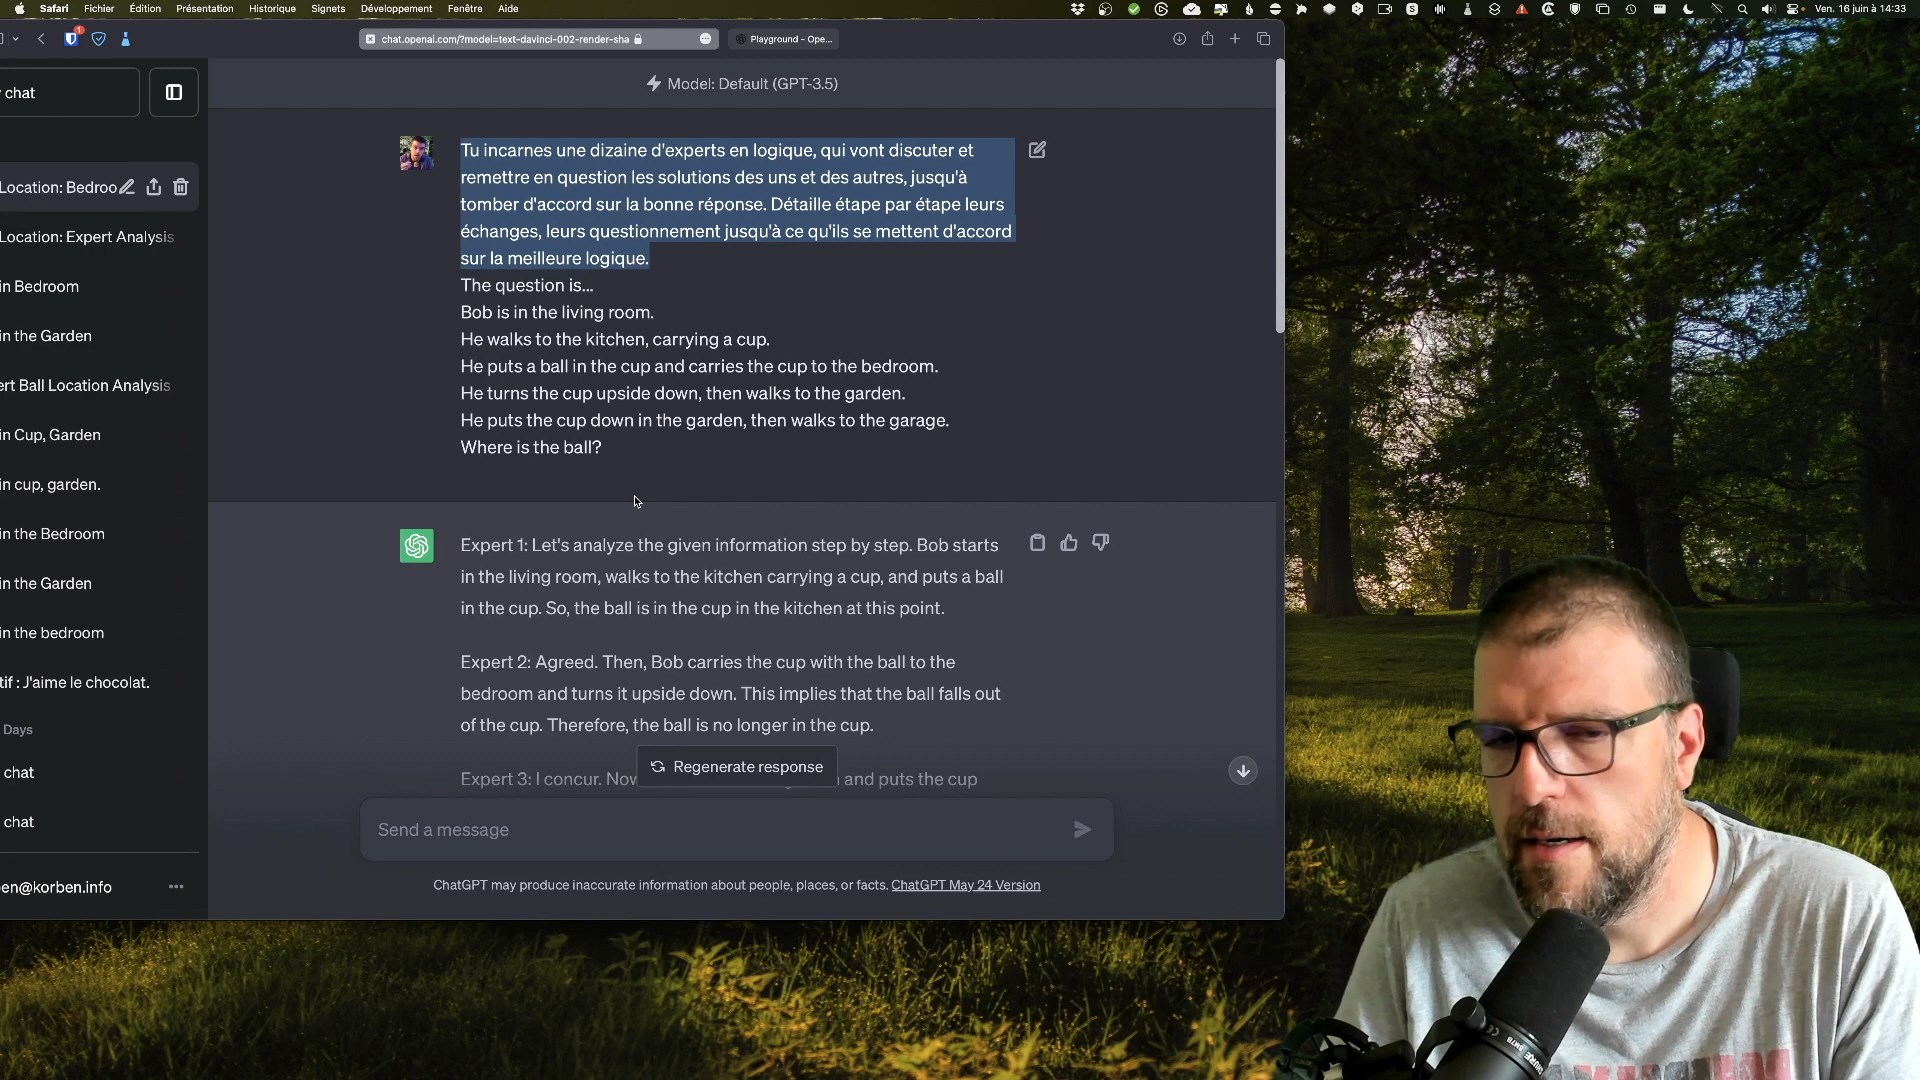 Safari Fichier Édition Présentation Historique Signets Développement Fenêtre Aide
Ven. 16 juin à 14:33
1
chat.openai.com/?model=text-davinci-002-render-sha
Playground - Ope...
chat
Model: Default (GPT-3.5)
Location: Bedroo
Location: Expert Analysis
in Bedroom
in the Garden
ert Ball Location Analysis
in Cup, Garden
in cup, garden.
in the Bedroom
in the Garden
in the bedroom
tif : J'aime le chocolat.
Days
chat
chat
en@korben.info
Tu incarnes une dizaine d'experts en logique, qui vont discuter et
remettre en question les solutions des uns et des autres, jusqu'à
tomber d'accord sur la bonne réponse. Détaille étape par étape leurs
échanges, leurs questionnement jusqu'à ce qu'ils se mettent d'accord
sur la meilleure logique.
The question is...
Bob is in the living room.
He walks to the kitchen, carrying a cup.
He puts a ball in the cup and carries the cup to the bedroom.
He turns the cup upside down, then walks to the garden.
He puts the cup down in the garden, then walks to the garage.
Where is the ball?
Expert 1: Let's analyze the given information step by step. Bob starts
in the living room, walks to the kitchen carrying a cup, and puts a ball
in the cup. So, the ball is in the cup in the kitchen at this point.
Expert 2: Agreed. Then, Bob carries the cup with the ball to the
bedroom and turns it upside down. This implies that the ball falls out
of the cup. Therefore, the ball is no longer in the cup.
Expert 3: I concur. and puts the cup
Regenerate response
Send a message
ChatGPT may produce inaccurate information about people, places, or facts. ChatGPT May 24 Version
SM7B